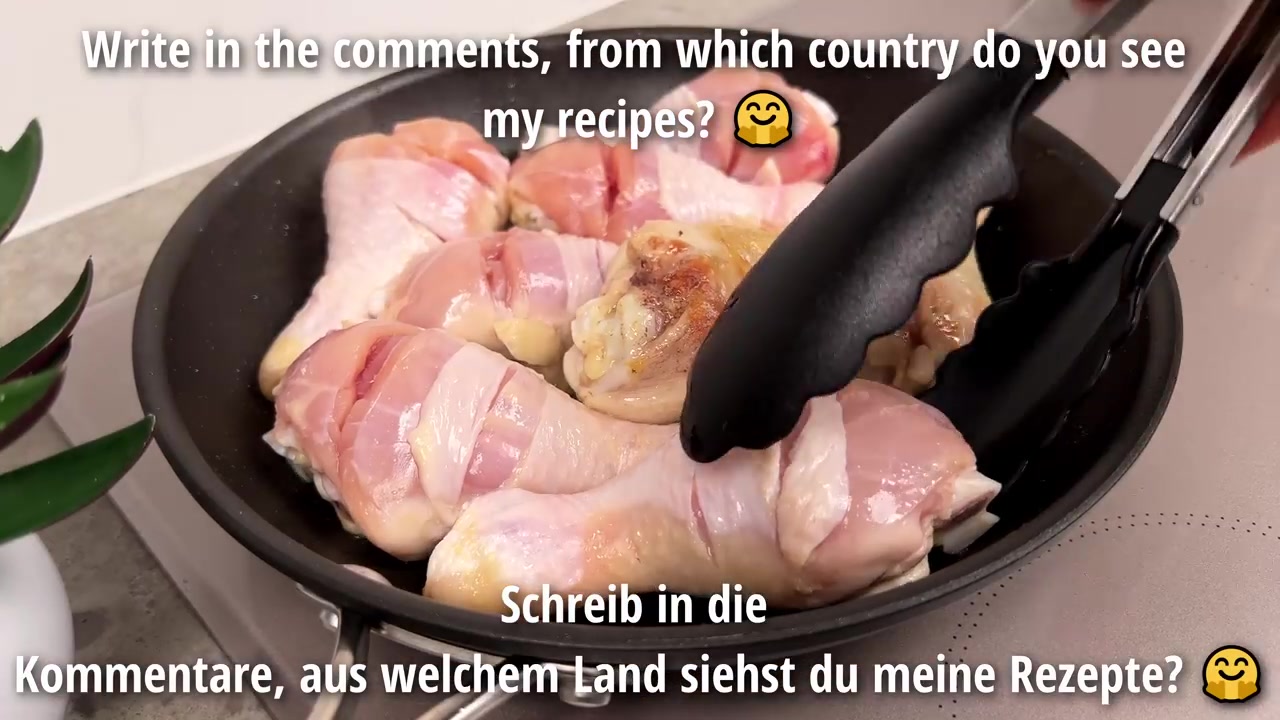 Write in the comments, from which country do you see
my recipes? 🤗
Schreib in die
Kommentare, aus welchem Land siehst du meine Rezepte? 🤗